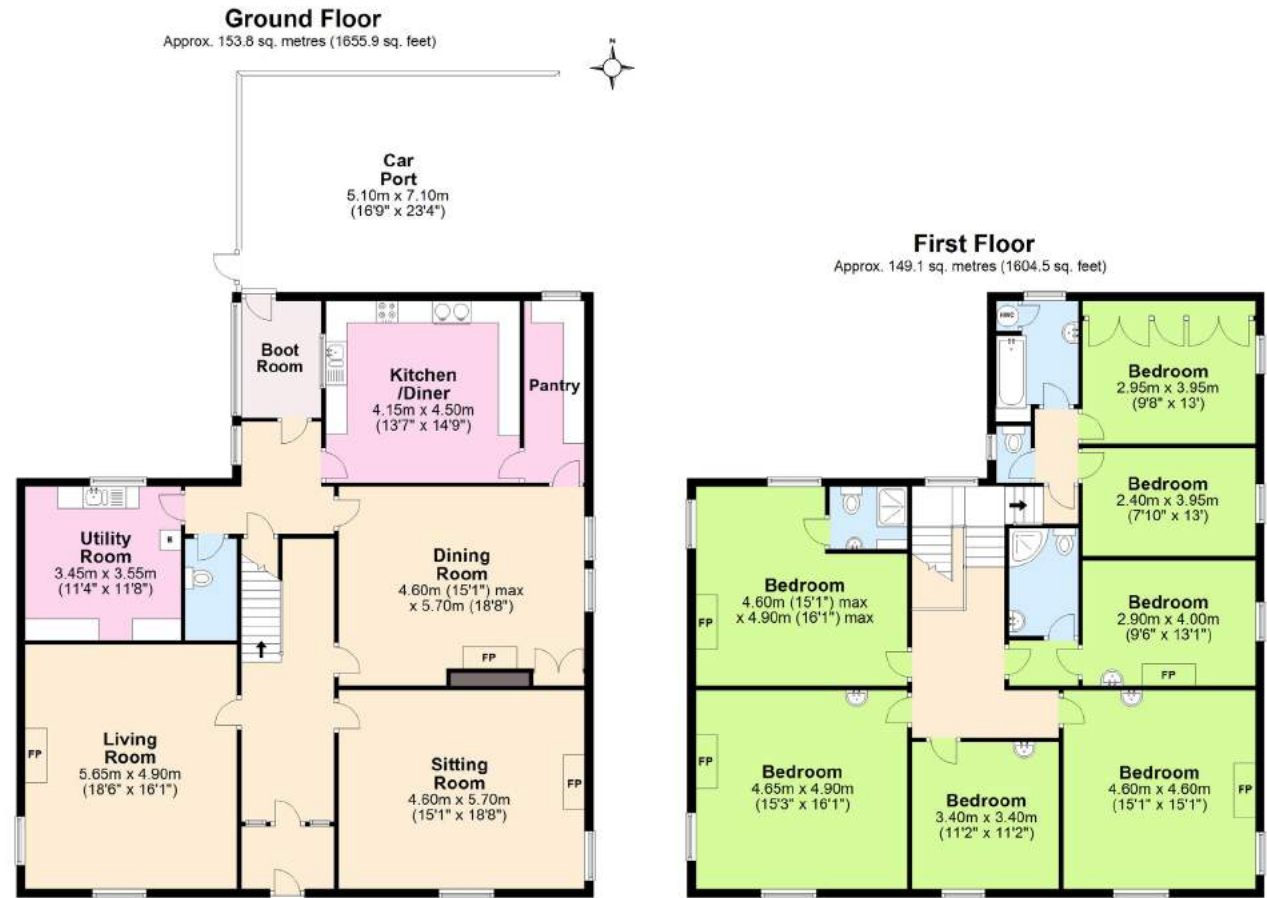 Ground Floor
Approx. 153.8 sq. metres (1655.9 sq. feet)
N
Car
Port
5.10m x 7.10m
(16'9" x 23'4")
Boot
Room
Kitchen
/Diner
4.15m x 4.50m
(13'7" x 14'9")
Pantry
Utility
Room
3.45m x 3.55m
(11'4" x 11'8")
B
Dining
Room
4.60m (15'1") max
x 5.70m (18'8")
FP
Living
Room
5.65m x 4.90m
(18'6" x 16'1")
FP
Sitting
Room
4.60m x 5.70m
(15'1" x 18'8")
FP
First Floor
Approx. 149.1 sq. metres (1604.5 sq. feet)
HWC
Bedroom
2.95m x 3.95m
(9'8" x 13')
Bedroom
2.40m x 3.95m
(7'10" x 13')
Bedroom
4.60m (15'1") max
x 4.90m (16'1") max
FP
Bedroom
2.90m x 4.00m
(9'6" x 13'1")
FP
Bedroom
4.65m x 4.90m
(15'3" x 16'1")
FP
Bedroom
3.40m x 3.40m
(11'2" x 11'2")
Bedroom
4.60m x 4.60m
(15'1" x 15'1")
FP